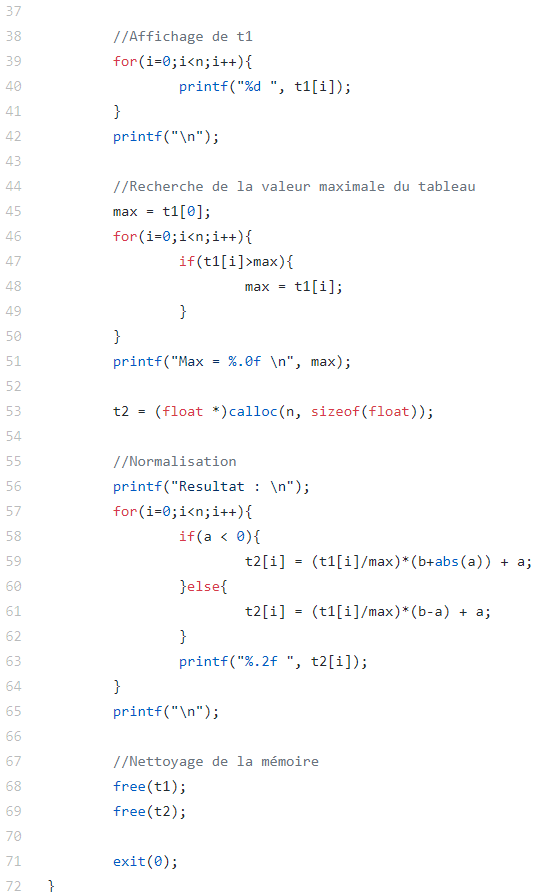 37
38 //Affichage de t1
39 for(i=0;i<n;i++){
40 printf("%d ", t1[i]);
41 }
42 printf("\n");
43
44 //Recherche de la valeur maximale du tableau
45 max = t1[0];
46 for(i=0;i<n;i++){
47 if(t1[i]>max){
48 max = t1[i];
49 }
50 }
51 printf("Max = %.0f \n", max);
52
53 t2 = (float *)calloc(n, sizeof(float));
54
55 //Normalisation
56 printf("Resultat : \n");
57 for(i=0;i<n;i++){
58 if(a < 0){
59 t2[i] = (t1[i]/max)*(b+abs(a)) + a;
60 }else{
61 t2[i] = (t1[i]/max)*(b-a) + a;
62 }
63 printf("%.2f ", t2[i]);
64 }
65 printf("\n");
66
67 //Nettoyage de la mémoire
68 free(t1);
69 free(t2);
70
71 exit(0);
72 }